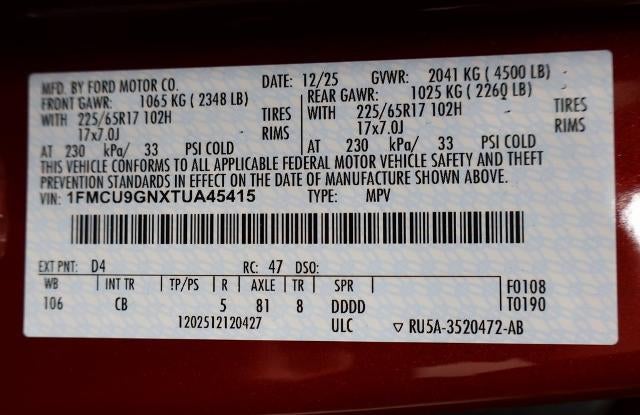 MFD. BY FORD MOTOR CO. DATE: 12/25 GVWR: 2041 KG ( 4500 LB)
FRONT GAWR: 1065 KG ( 2348 LB) REAR GAWR: 1025 KG ( 2260 LB)
WITH 225/65R17 102H TIRES WITH 225/65R17 102H TIRES
17x7.0J RIMS 17x7.0J RIMS
AT 230 kPa/ 33 PSI COLD AT 230 kPa/ 33 PSI COLD
THIS VEHICLE CONFORMS TO ALL APPLICABLE FEDERAL MOTOR VEHICLE SAFETY AND THEFT
PREVENTION STANDARDS IN EFFECT ON THE DATE OF MANUFACTURE SHOWN ABOVE.
VIN: 1FMCU9GNXTUA45415 TYPE: MPV
EXT PNT: D4 RC: 47 DSO:
WB INT TR TP/PS R AXLE TR SPR F0108
106 CB 5 81 8 DDDD T0190
1202512120427 ULC ▽ RU5A-3520472-AB